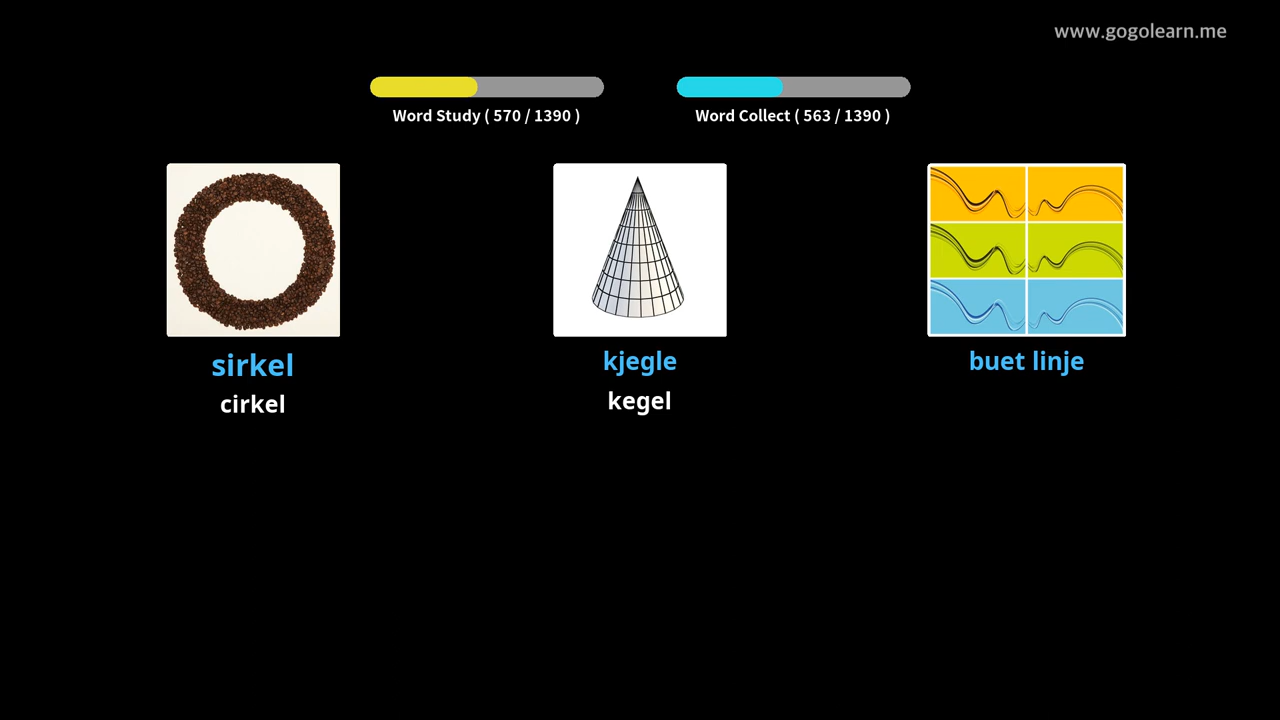 www.gogolearn.me
Word Study ( 570 / 1390 )
Word Collect ( 563 / 1390 )
sirkel
cirkel
kjegle
kegel
buet linje